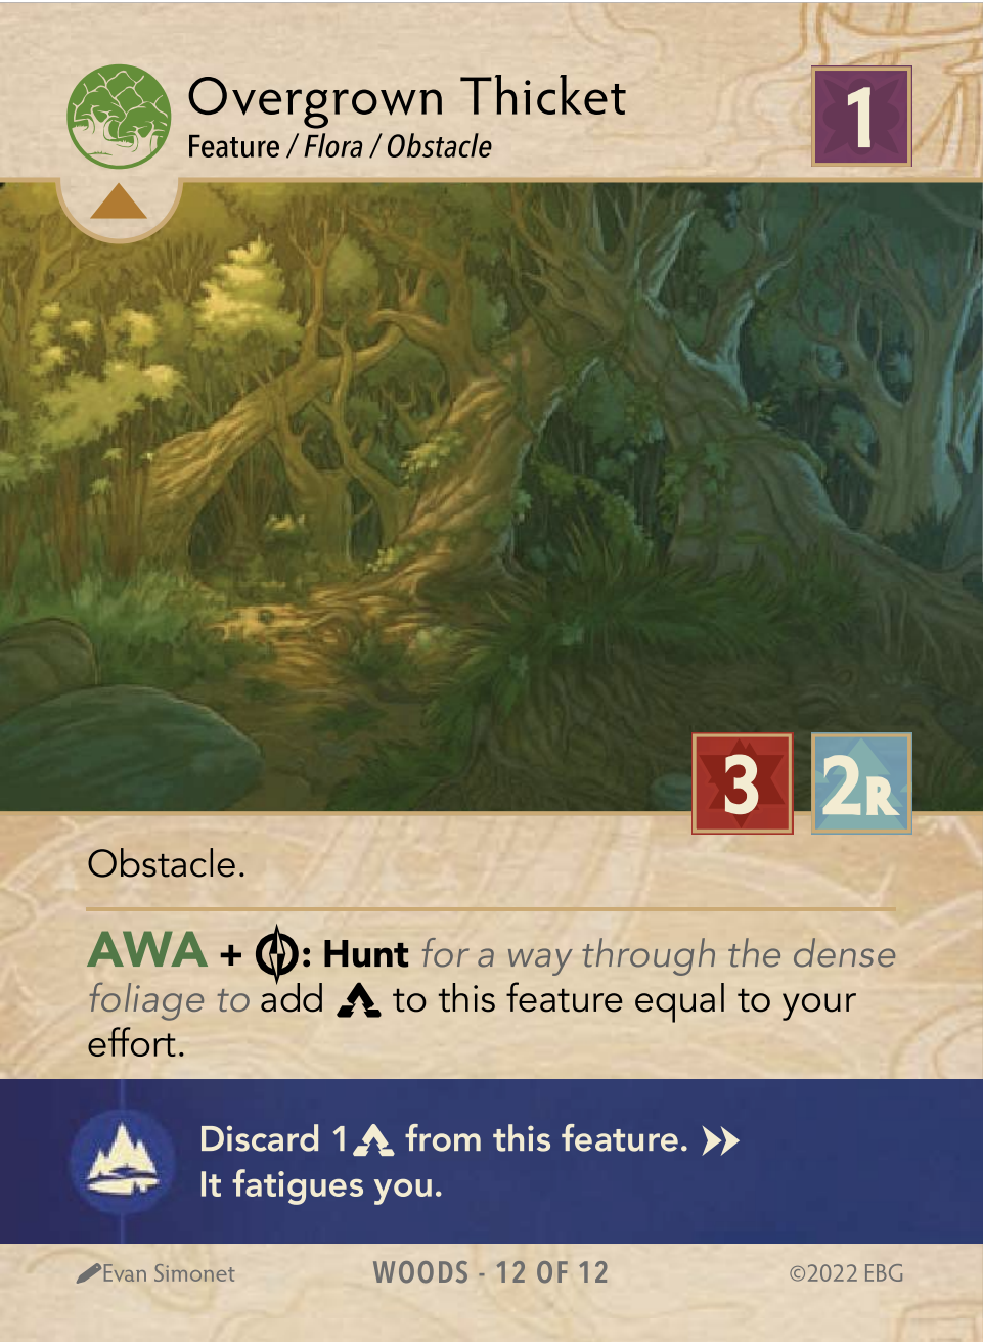 Overgrown Thicket
1
Feature / Flora / Obstacle
3
2R
Obstacle.
AWA + : Hunt for a way through the dense
foliage to add to this feature equal to your
effort.
Discard 1 from this feature.
It fatigues you.
Evan Simonet
WOODS - 12 OF 12
©2022 EBG